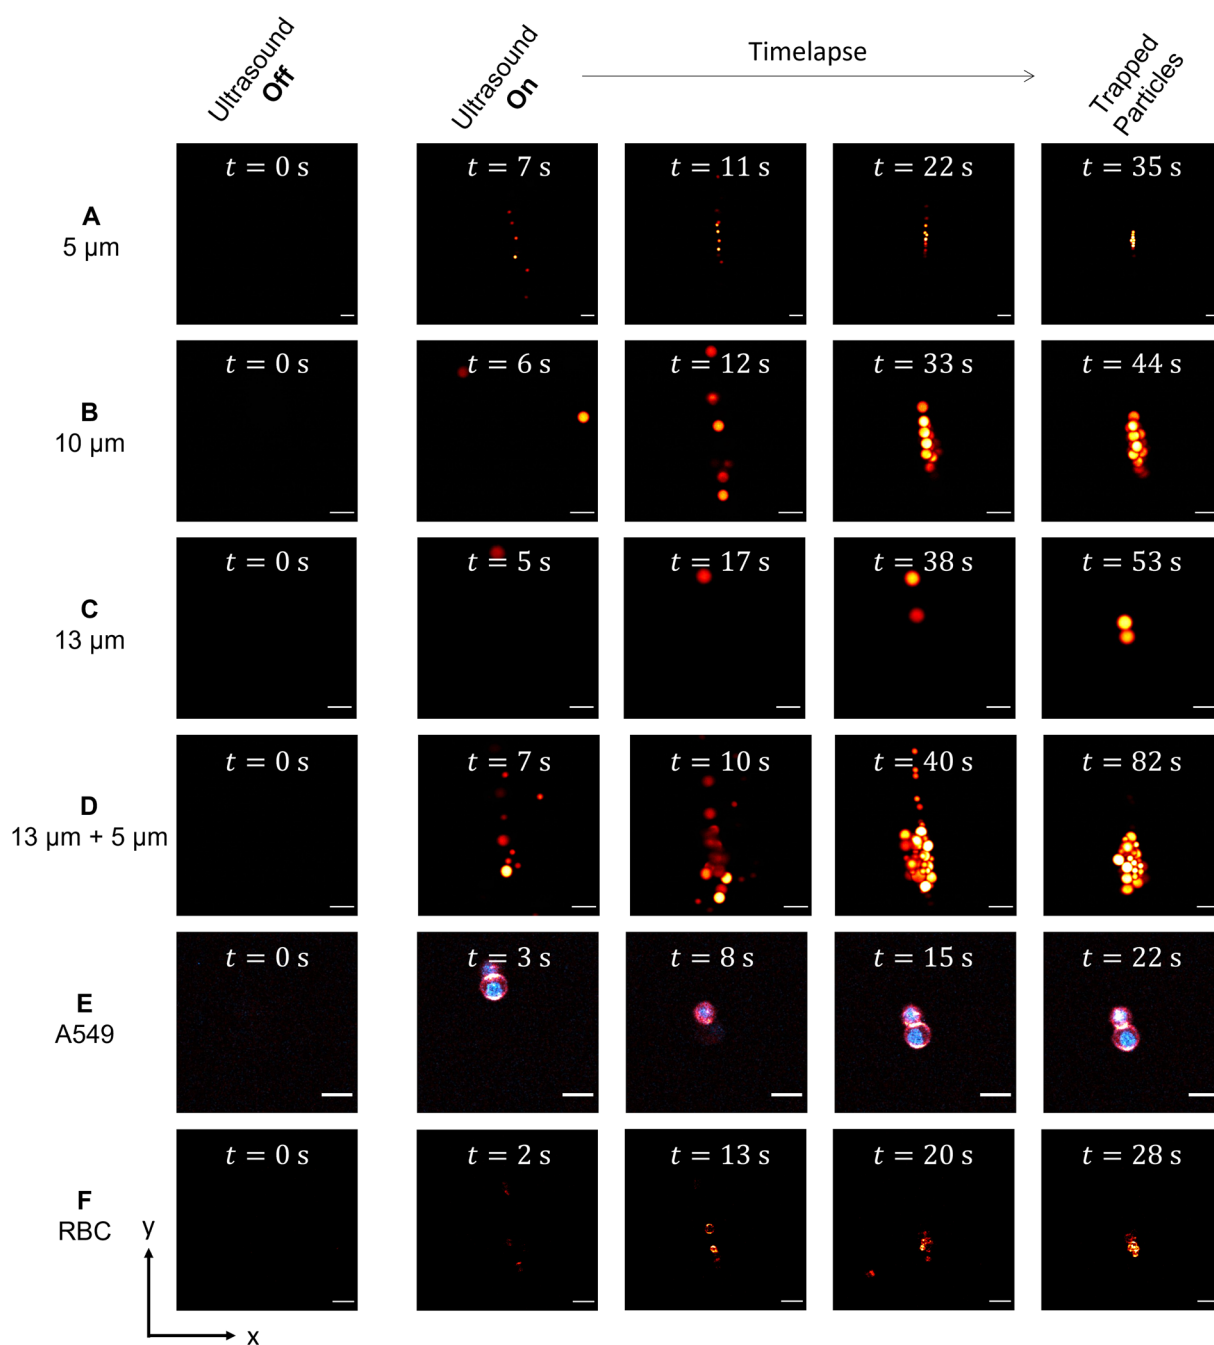 Ultrasound
Off
Ultrasound
On
Timelapse
Trapped
Particles
A
5 µm
t = 0 s
t = 7 s
t = 11 s
t = 22 s
t = 35 s
B
10 µm
t = 0 s
t = 6 s
t = 12 s
t = 33 s
t = 44 s
C
13 µm
t = 0 s
t = 5 s
t = 17 s
t = 38 s
t = 53 s
D
13 µm + 5 µm
t = 0 s
t = 7 s
t = 10 s
t = 40 s
t = 82 s
E
A549
t = 0 s
t = 3 s
t = 8 s
t = 15 s
t = 22 s
F
RBC
t = 0 s
t = 2 s
t = 13 s
t = 20 s
t = 28 s
y
x